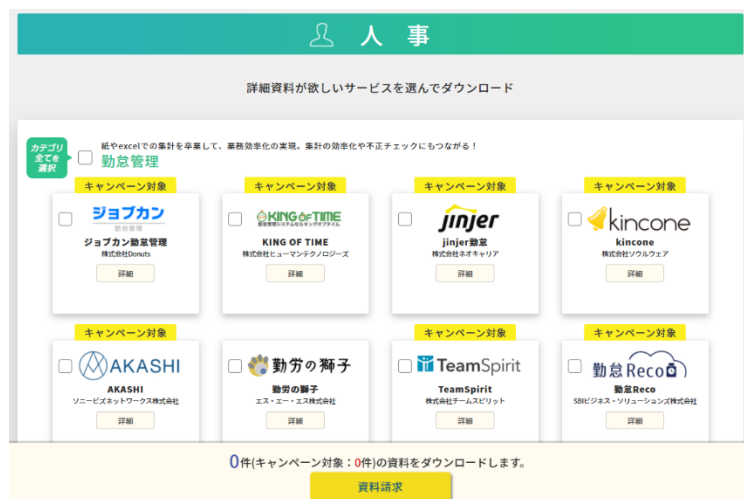 人 事
詳細資料が欲しいサービスを選んでダウンロード
カテゴリ
全てを
選択
紙やexcelでの集計を卒業して、業務効率化の実現。集計の効率化や不正チェックにもつながる！
勤怠管理
キャンペーン対象
ジョブカン
勤怠管理
ジョブカン勤怠管理
株式会社Donuts
詳細
キャンペーン対象
KING OF TIME
勤怠管理システムならキングオブタイム
KING OF TIME
株式会社ヒューマンテクノロジーズ
詳細
キャンペーン対象
jinjer
jinjer勤怠
株式会社ネオキャリア
詳細
キャンペーン対象
kincone
kincone
株式会社ソウルウェア
詳細
キャンペーン対象
AKASHI
AKASHI
ソニービズネットワークス株式会社
詳細
勤労の獅子
勤労の獅子
エス・エー・エス株式会社
詳細
キャンペーン対象
TeamSpirit
TeamSpirit
株式会社チームスピリット
詳細
キャンペーン対象
勤怠Reco
勤怠Reco
SBIビジネス・ソリューションズ株式会社
詳細
0件(キャンペーン対象：0件)の資料をダウンロードします。
資料請求